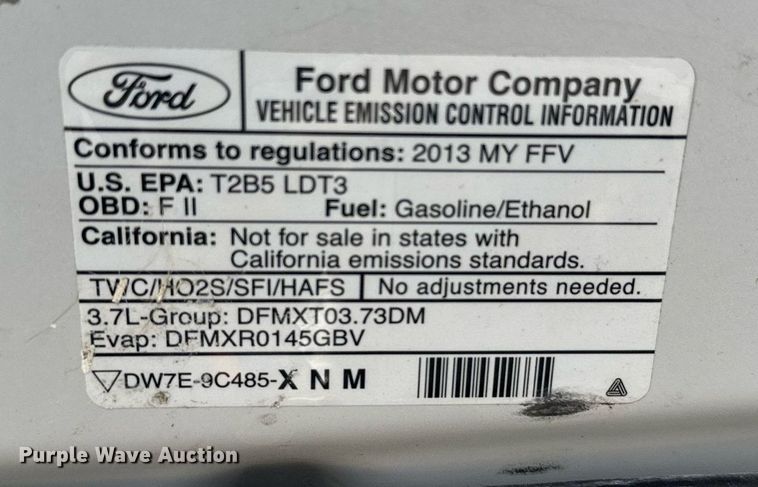 Ford
Ford Motor Company
VEHICLE EMISSION CONTROL INFORMATION
Conforms to regulations: 2013 MY FFV
U.S. EPA: T2B5 LDT3
OBD: F II Fuel: Gasoline/Ethanol
California: Not for sale in states with
California emissions standards.
TWC/HO2S/SFI/HAFS No adjustments needed.
3.7L-Group: DFMXT03.73DM
Evap: DFMXR0145GBV
DW7E-9C485-X N M
Purple Wave Auction